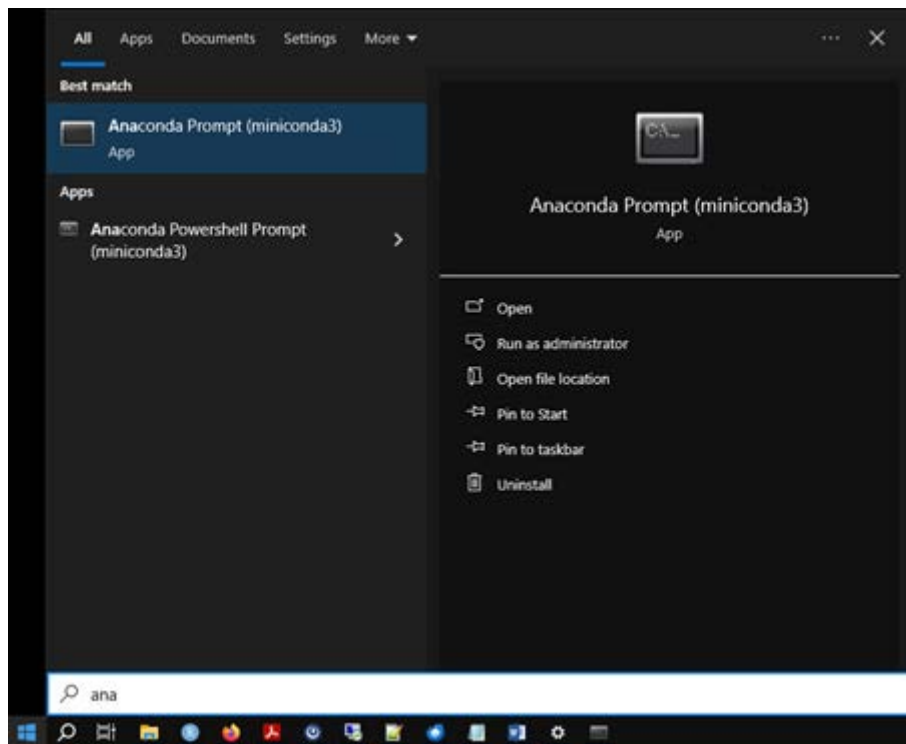 All Apps Documents Settings More
Best match
Anaconda Prompt (miniconda3)
App
Apps
Anaconda Powershell Prompt
(miniconda3)
C:\_
Anaconda Prompt (miniconda3)
App
Open
Run as administrator
Open file location
Pin to Start
Pin to taskbar
Uninstall
ana